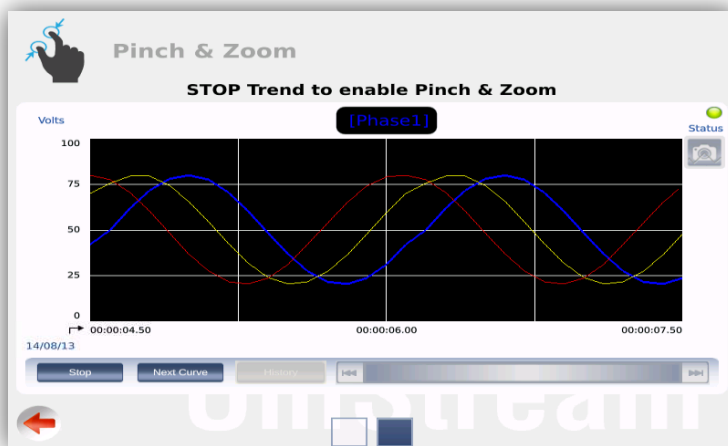 Pinch & Zoom
STOP Trend to enable Pinch & Zoom
Volts
[Phase1]
Status
100
75
50
25
0
00:00:04.50
00:00:06.00
00:00:07.50
14/08/13
Stop
Next Curve
History
UniStream